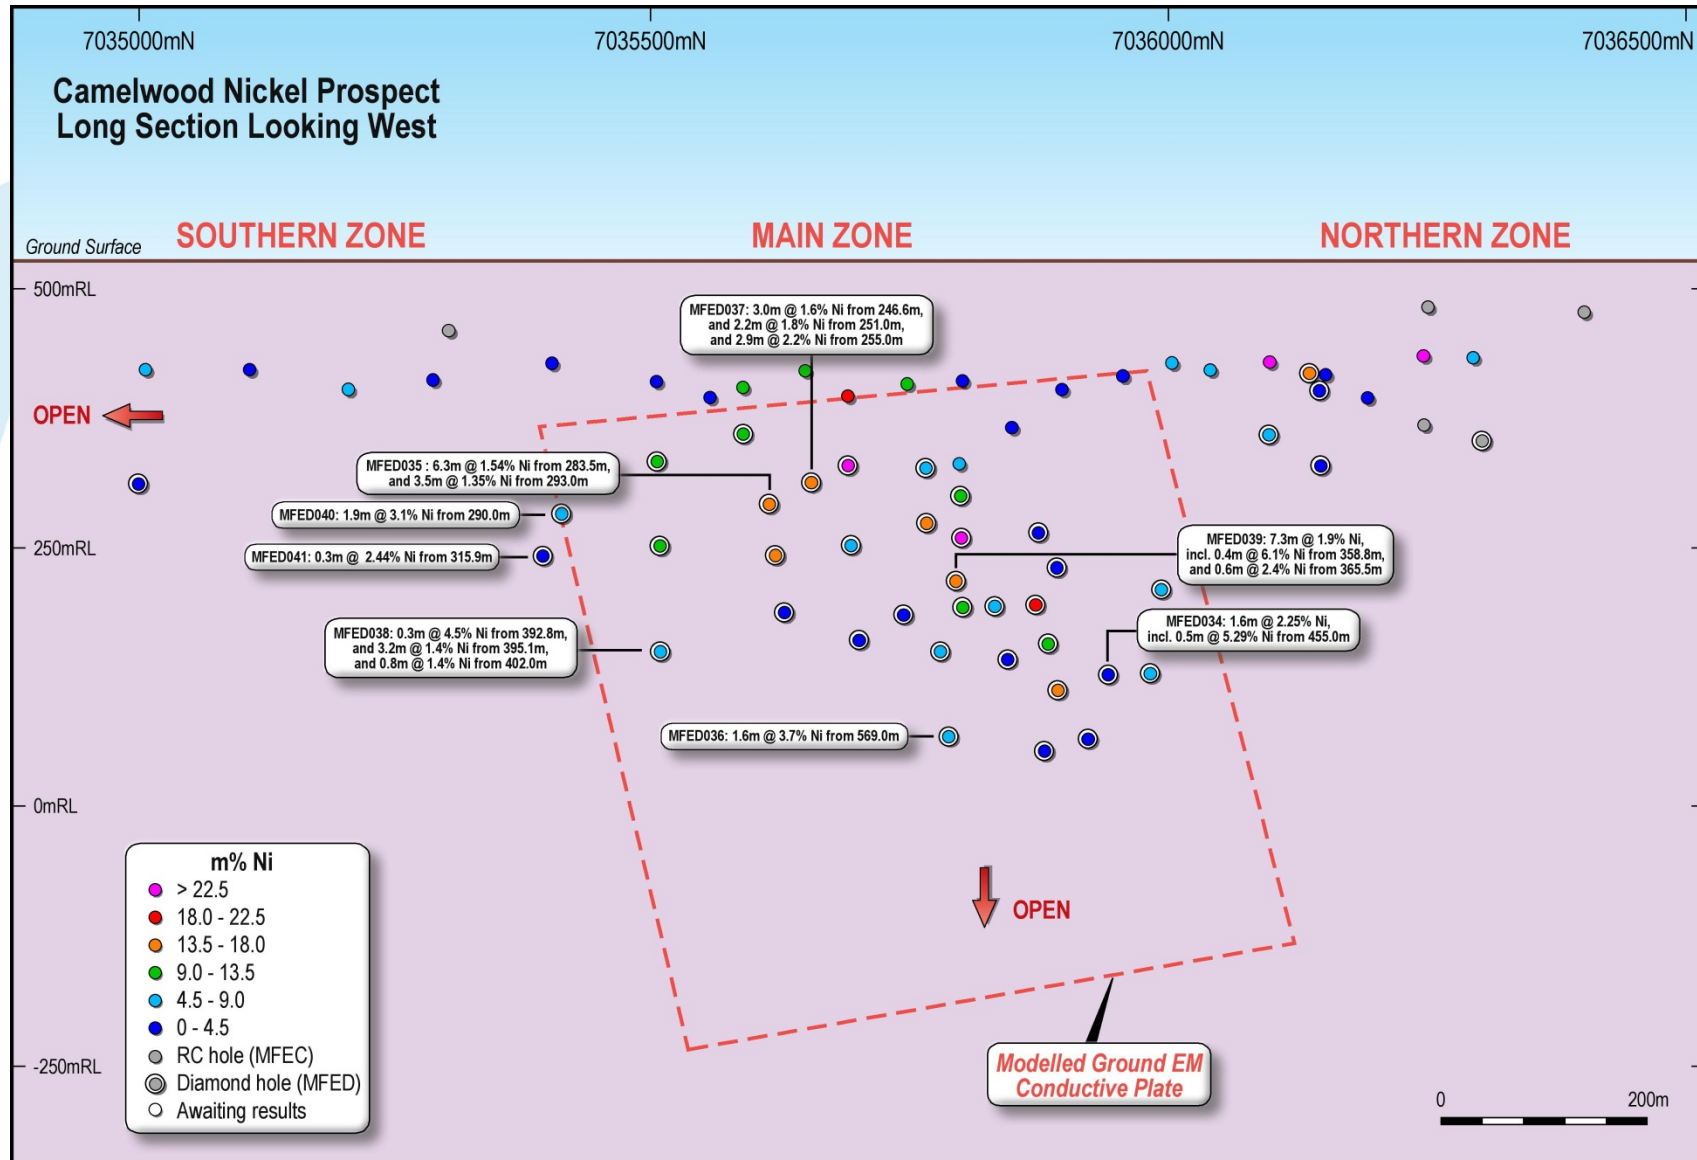 7035000mN
7035500mN
7036000mN
7036500mN
Camelwood Nickel Prospect
Long Section Looking West
SOUTHERN ZONE
MAIN ZONE
NORTHERN ZONE
Ground Surface
500mRL
MFED037: 3.0m @ 1.6% Ni from 246.6m,
and 2.2m @ 1.8% Ni from 251.0m,
and 2.9m @ 2.2% Ni from 255.0m
OPEN
MFED035 : 6.3m @ 1.54% Ni from 283.5m,
and 3.5m @ 1.35% Ni from 293.0m
MFED040: 1.9m @ 3.1% Ni from 290.0m
250mRL
MFED041: 0.3m @ 2.44% Ni from 315.9m
MFED039: 7.3m @ 1.9% Ni,
incl. 0.4m @ 6.1% Ni from 358.8m,
and 0.6m @ 2.4% Ni from 365.5m
MFED034: 1.6m @ 2.25% Ni,
incl. 0.5m @ 5.29% Ni from 455.0m
MFED038: 0.3m @ 4.5% Ni from 392.8m,
and 3.2m @ 1.4% Ni from 395.1m,
and 0.8m @ 1.4% Ni from 402.0m
MFED036: 1.6m @ 3.7% Ni from 569.0m
0mRL
m% Ni
> 22.5
18.0 - 22.5
13.5 - 18.0
9.0 - 13.5
4.5 - 9.0
0 - 4.5
RC hole (MFEC)
Diamond hole (MFED)
Awaiting results
OPEN
-250mRL
Modelled Ground EM
Conductive Plate
0
200m